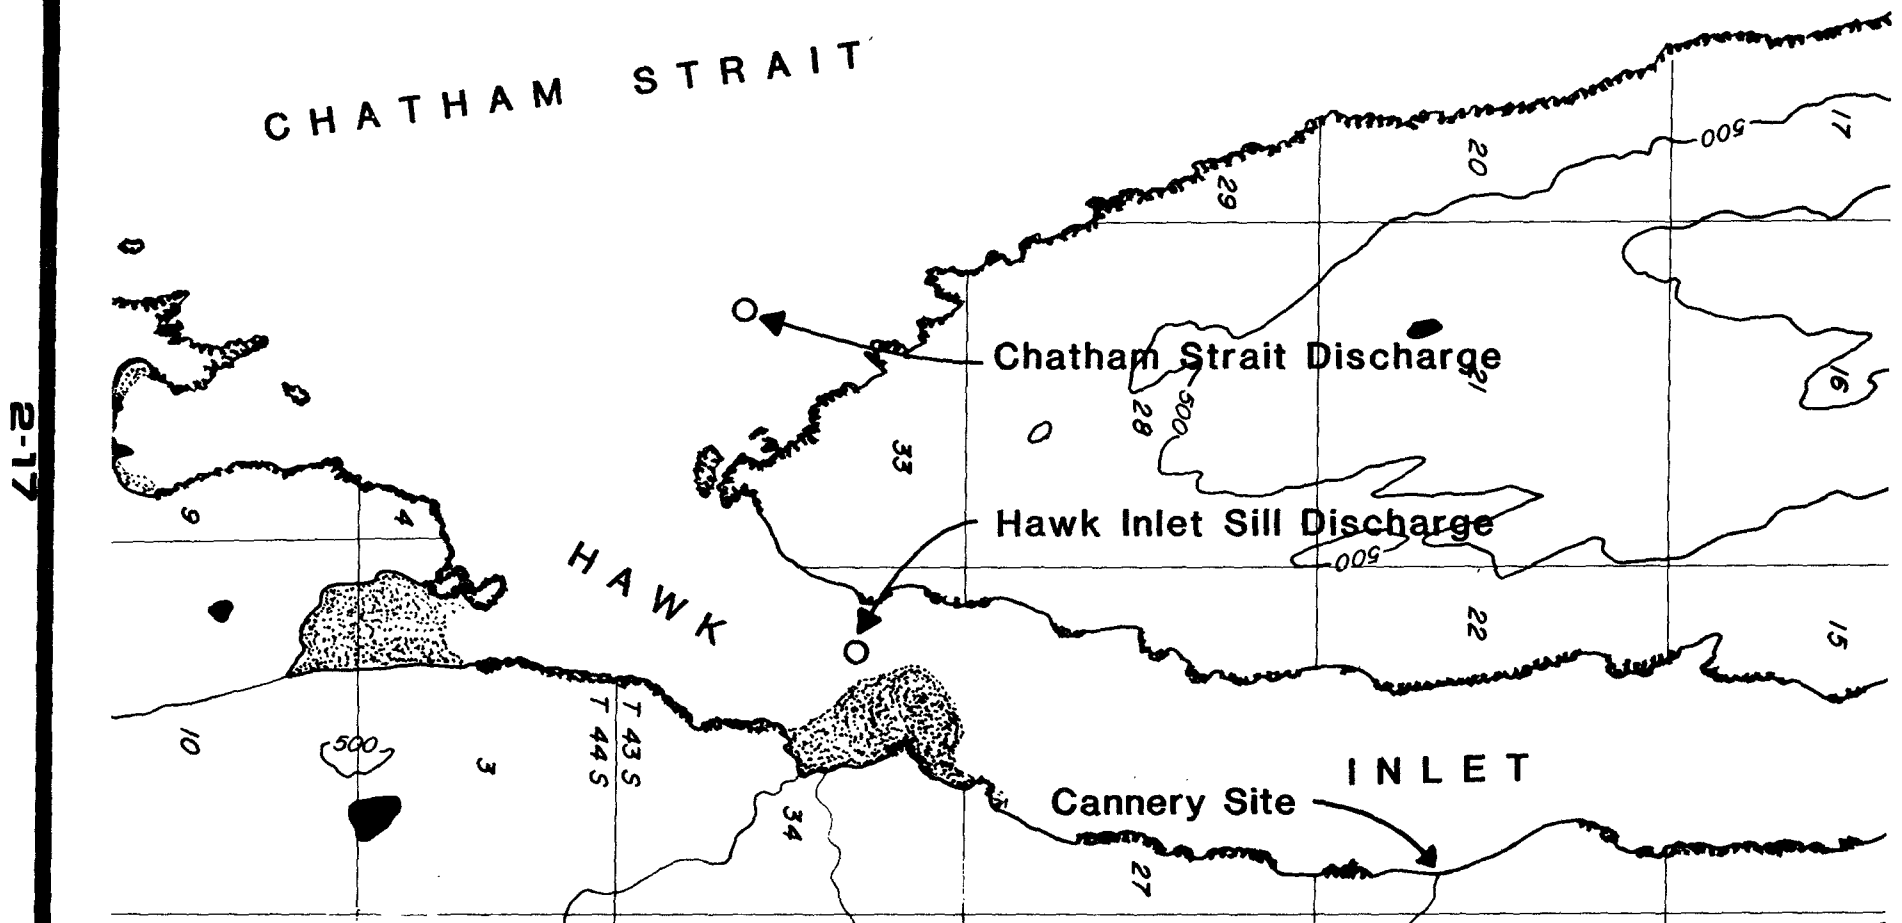 CHATHAM STRAIT
17
500
20
29
Chatham Strait Discharge
21
16
28
500
33
2-17
Hawk Inlet Sill Discharge
9
4
HAWK
500
22
15
T 43 S
T 44 S
10
500
3
INLET
Cannery Site
34
27